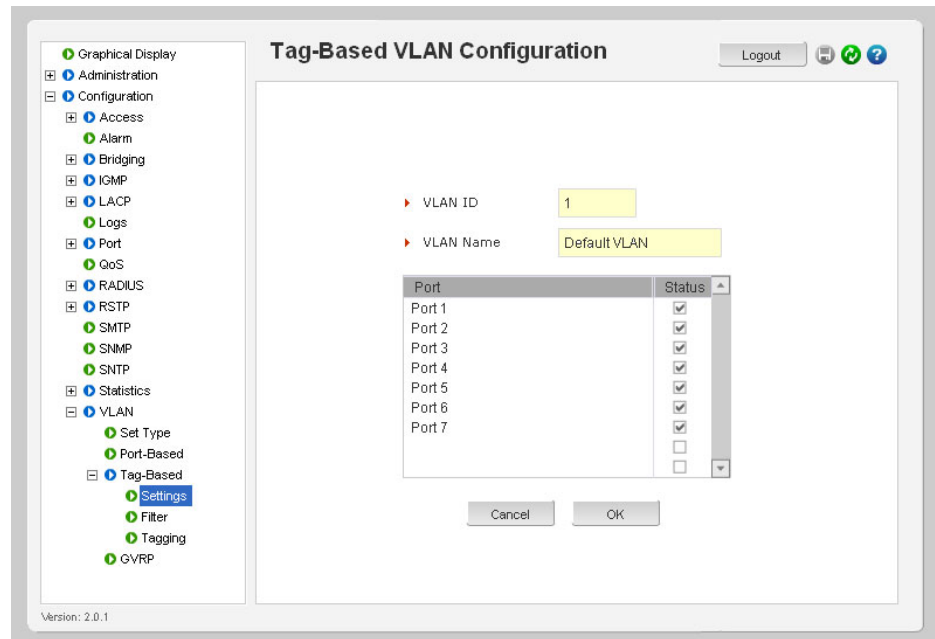 Tag-Based VLAN Configuration
Logout
Graphical Display
Administration
Configuration
Access
Alarm
Bridging
IGMP
LACP
Logs
Port
QoS
RADIUS
RSTP
SMTP
SNMP
SNTP
Statistics
VLAN
Set Type
Port-Based
Tag-Based
Settings
Filter
Tagging
GVRP
VLAN ID 1
VLAN Name Default VLAN
Port Status
Port 1
Port 2
Port 3
Port 4
Port 5
Port 6
Port 7
Cancel OK
Version: 2.0.1